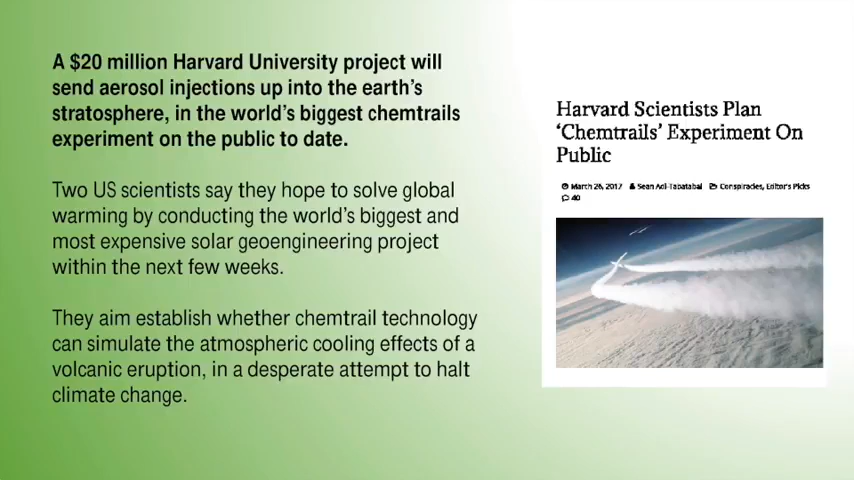 A $20 million Harvard University project will
send aerosol injections up into the earth's
stratosphere, in the world's biggest chemtrails
experiment on the public to date.
Two US scientists say they hope to solve global
warming by conducting the world's biggest and
most expensive solar geoengineering project
within the next few weeks.
They aim establish whether chemtrail technology
can simulate the atmospheric cooling effects of a
volcanic eruption, in a desperate attempt to halt
climate change.
Harvard Scientists Plan
‘Chemtrails’ Experiment On
Public
March 26, 2017 Sean Adl-Tabatabai Conspiracies, Editor's Picks
40